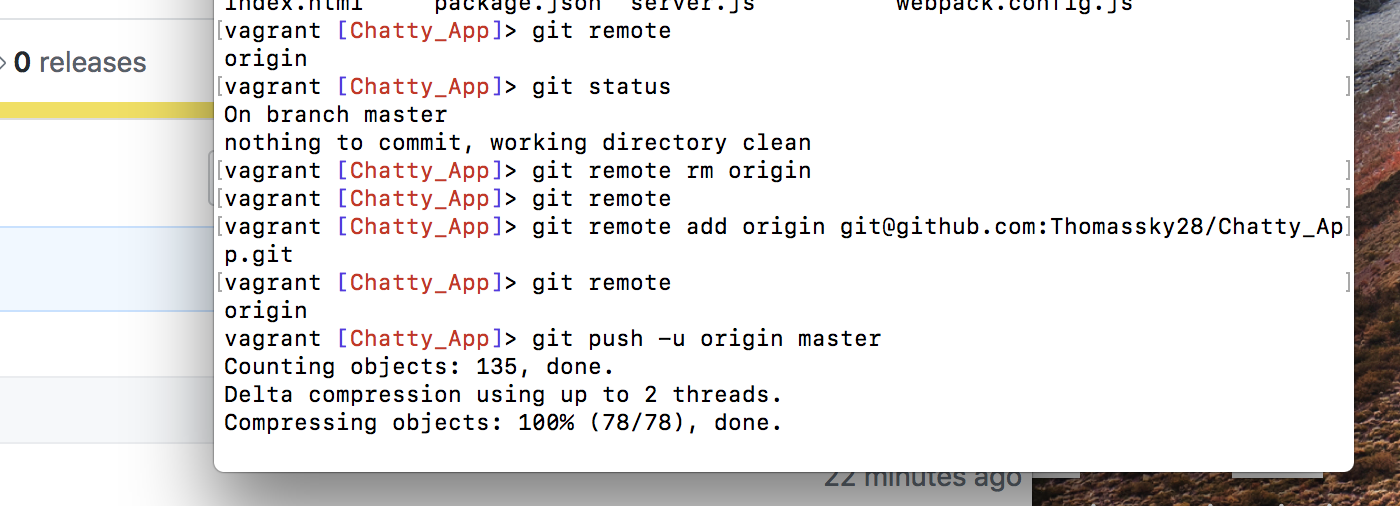 index.html package.json server.js webpack.config.js
[vagrant [Chatty_App]> git remote ]
origin
[vagrant [Chatty_App]> git status ]
On branch master
nothing to commit, working directory clean
[vagrant [Chatty_App]> git remote rm origin ]
[vagrant [Chatty_App]> git remote ]
[vagrant [Chatty_App]> git remote add origin git@github.com:Thomassky28/Chatty_Ap]
p.git
[vagrant [Chatty_App]> git remote ]
origin
vagrant [Chatty_App]> git push -u origin master
Counting objects: 135, done.
Delta compression using up to 2 threads.
Compressing objects: 100% (78/78), done.
0 releases
22 minutes ago